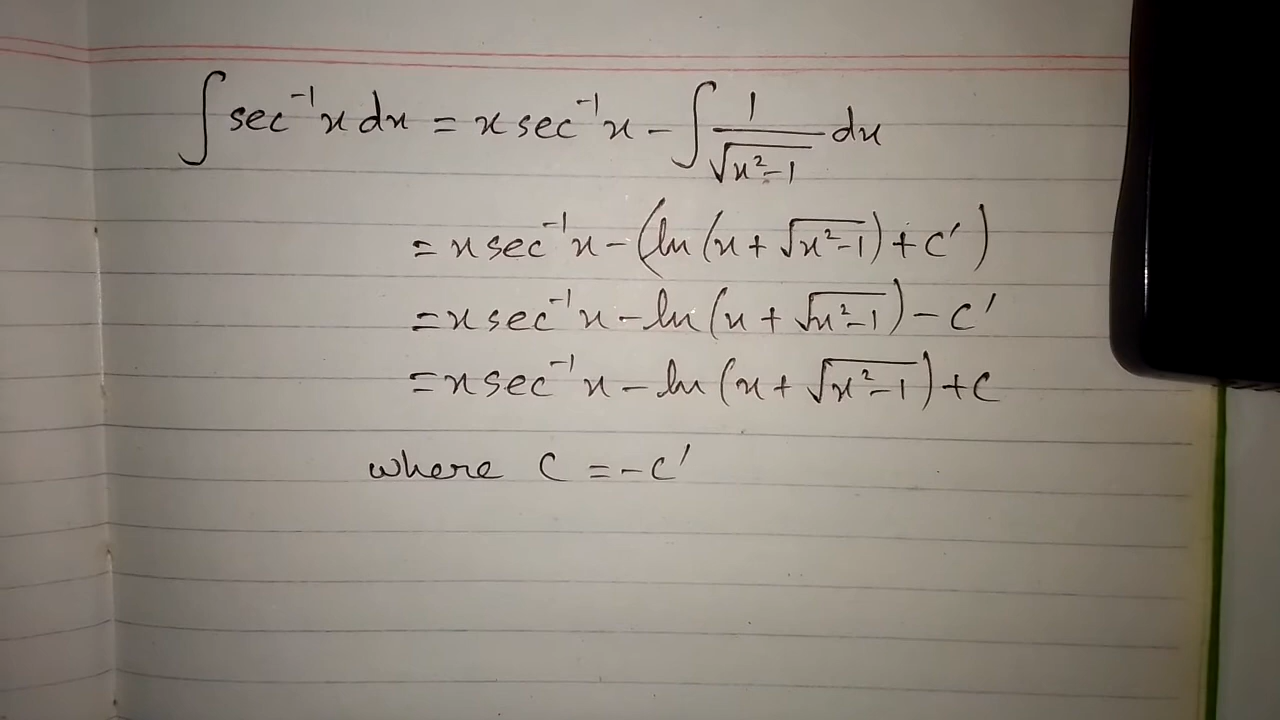 ∫ sec⁻¹x dx = x sec⁻¹x - ∫ 1/√(x²-1) dx
= x sec⁻¹x - (ln(x + √(x²-1)) + c')
= x sec⁻¹x - ln(x + √(x²-1)) - c'
= x sec⁻¹x - ln(x + √(x²-1)) + c
where c = -c'